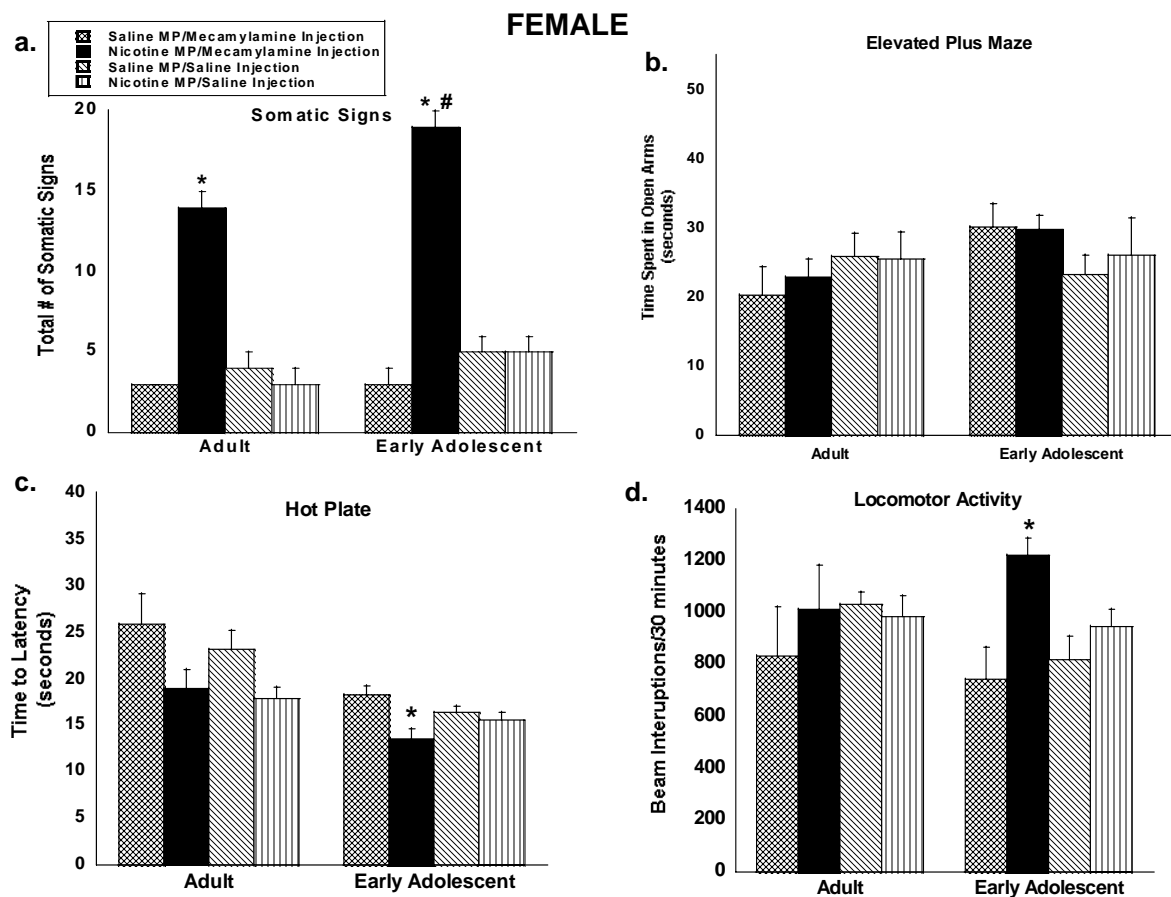 FEMALE
a.
Saline MP/Mecamylamine Injection
Nicotine MP/Mecamylamine Injection
Saline MP/Saline Injection
Nicotine MP/Saline Injection
Somatic Signs
Total # of Somatic Signs
20
15
10
5
0
*
* #
Adult
Early Adolescent
b.
Elevated Plus Maze
Time Spent in Open Arms
(seconds)
50
40
30
20
10
0
Adult
Early Adolescent
c.
Hot Plate
Time to Latency
(seconds)
40
35
30
25
20
15
10
5
0
*
Adult
Early Adolescent
d.
Locomotor Activity
Beam Interuptions/30 minutes
1400
1200
1000
800
600
400
200
0
*
Adult
Early Adolescent